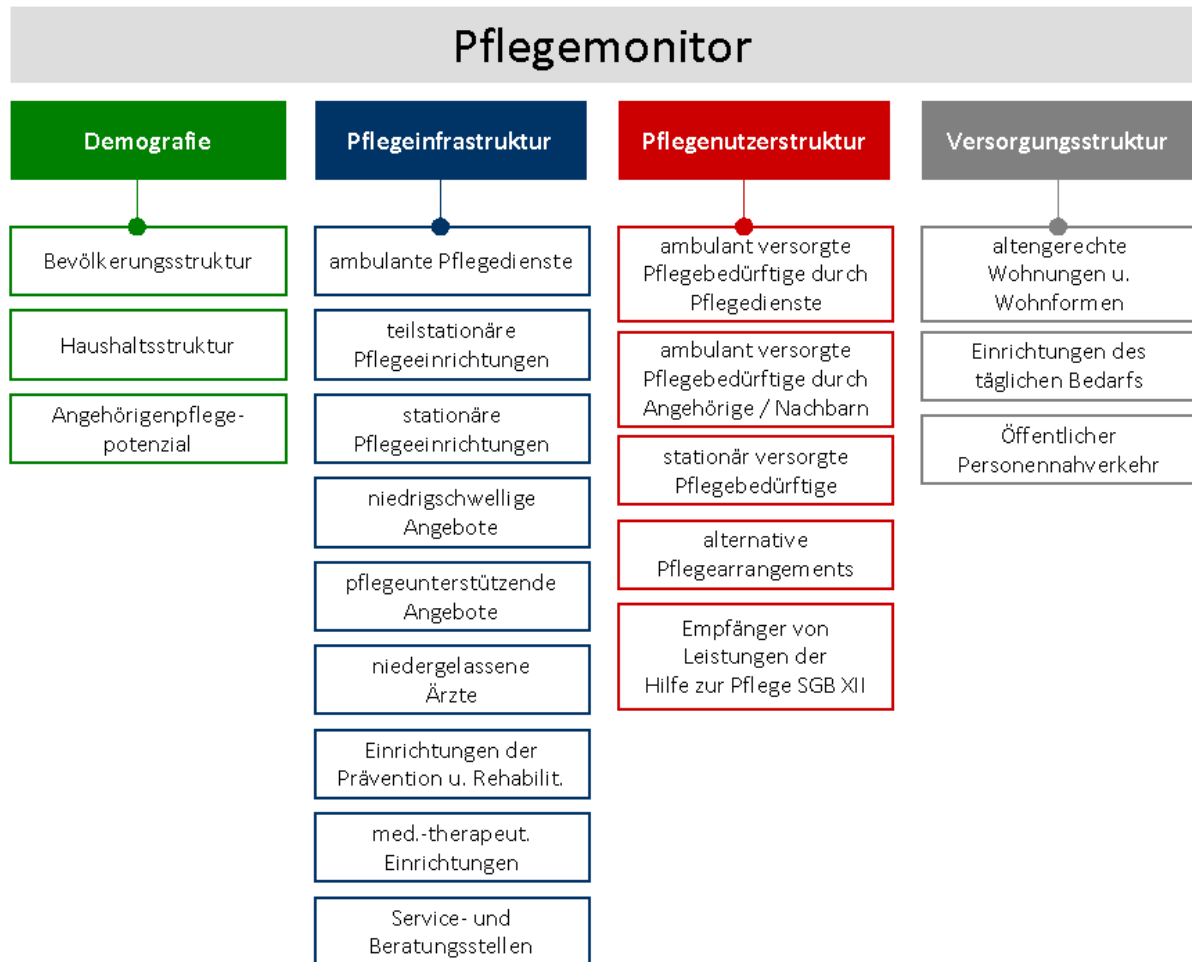 Pflegemonitor
Demografie
Bevölkerungsstruktur
Haushaltsstruktur
Angehörigenpflege-
potenzial
Pflegeinfrastruktur
ambulante Pflegedienste
teilstationäre
Pflegeeinrichtungen
stationäre
Pflegeeinrichtungen
niedrigschwellige
Angebote
pflegeunterstützende
Angebote
niedergelassene
Ärzte
Einrichtungen der
Prävention u. Rehabilit.
med.-therapeut.
Einrichtungen
Service- und
Beratungsstellen
Pflegenutzerstruktur
ambulant versorgte
Pflegebedürftige durch
Pflegedienste
ambulant versorgte
Pflegebedürftige durch
Angehörige / Nachbarn
stationär versorgte
Pflegebedürftige
alternative
Pflegearrangements
Empfänger von
Leistungen der
Hilfe zur Pflege SGB XII
Versorgungsstruktur
altengerechte
Wohnungen u.
Wohnformen
Einrichtungen des
täglichen Bedarfs
Öffentlicher
Personennahverkehr